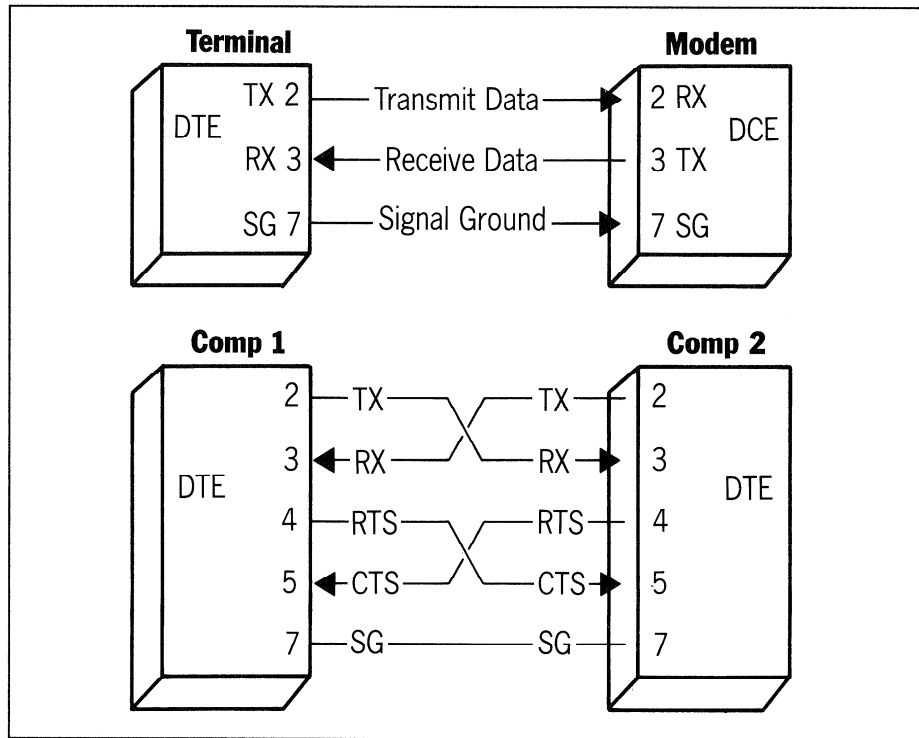 Terminal Modem
TX 2 Transmit Data 2 RX
DTE DCE
RX 3 Receive Data 3 TX
SG 7 Signal Ground 7 SG
Comp 1 Comp 2
2 TX TX 2
3 RX RX 3
DTE DTE
4 RTS RTS 4
5 CTS CTS 5
7 SG SG 7